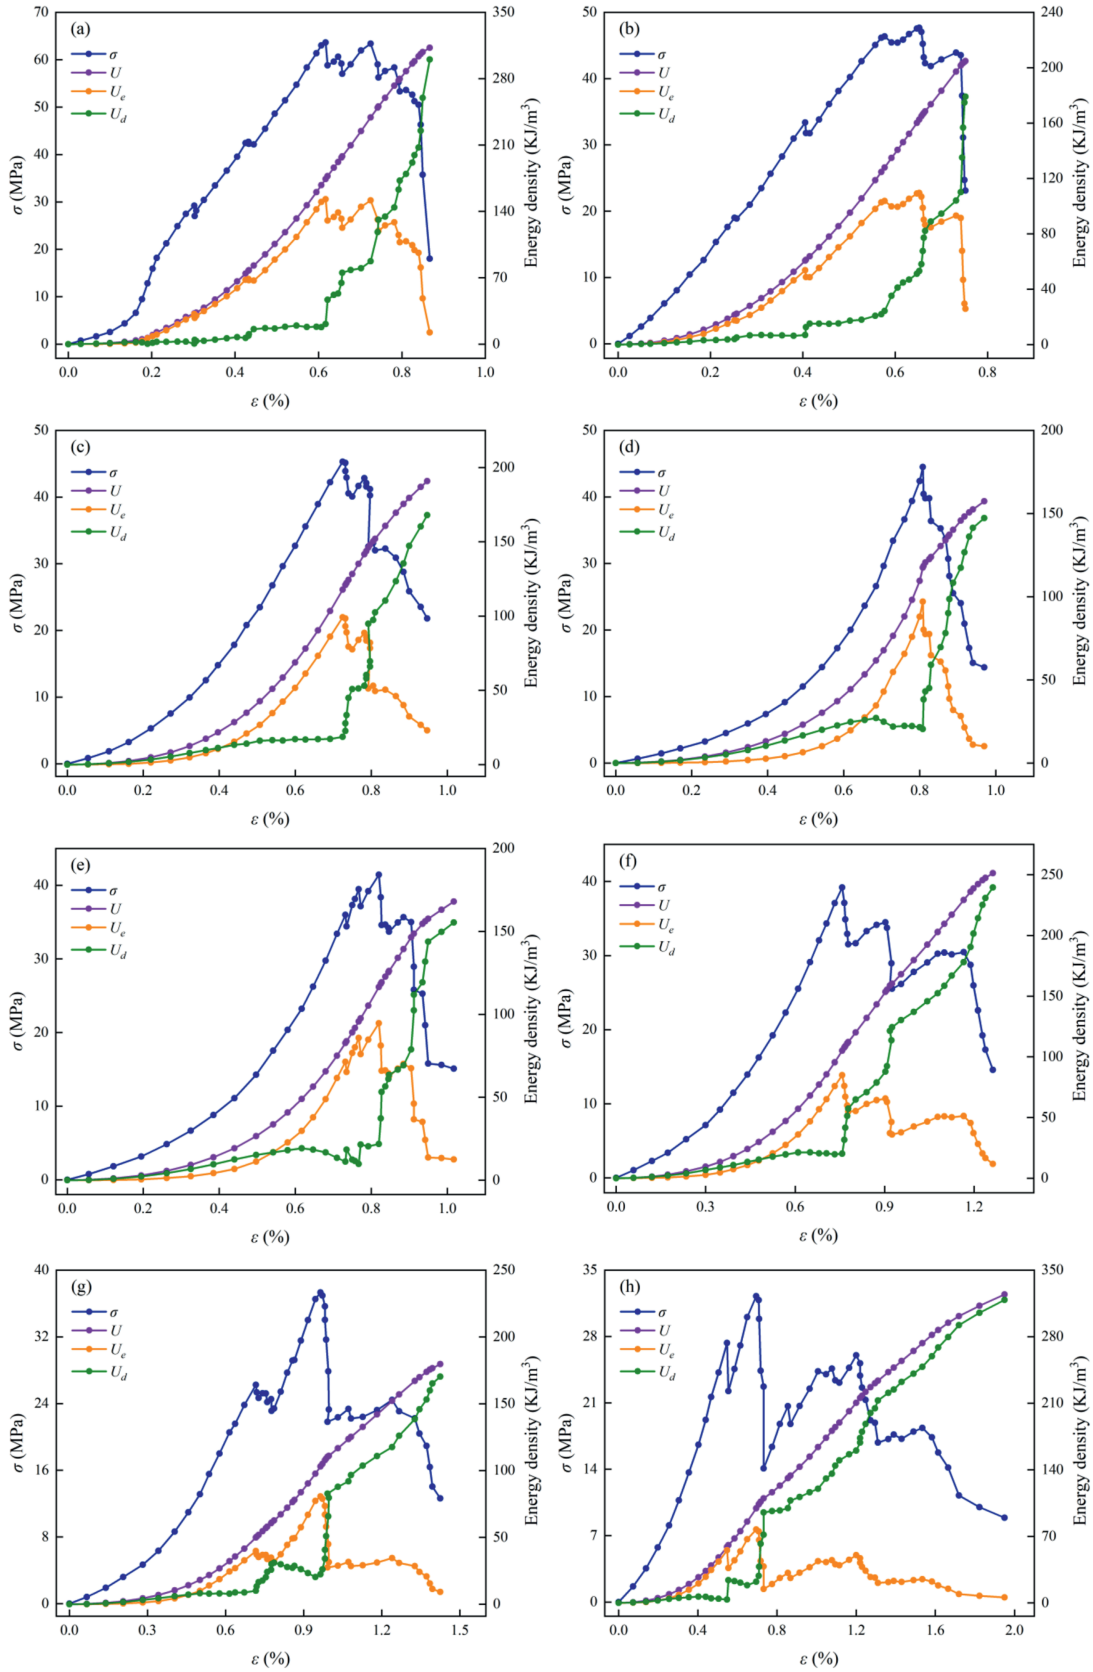 (a)
σ
U
Ue
Ud
σ (MPa)
70
60
50
40
30
20
10
0
Energy density (KJ/m³)
350
280
210
140
70
0
0.0 0.2 0.4 0.6 0.8 1.0
ε (%)
(b)
σ
U
Ue
Ud
σ (MPa)
50
40
30
20
10
0
Energy density (KJ/m³)
240
200
160
120
80
40
0
0.0 0.2 0.4 0.6 0.8
ε (%)
(c)
σ
U
Ue
Ud
σ (MPa)
50
40
30
20
10
0
Energy density (KJ/m³)
200
150
100
50
0
0.0 0.2 0.4 0.6 0.8 1.0
ε (%)
(d)
σ
U
Ue
Ud
σ (MPa)
50
40
30
20
10
0
Energy density (KJ/m³)
200
150
100
50
0
0.0 0.2 0.4 0.6 0.8 1.0
ε (%)
(e)
σ
U
Ue
Ud
σ (MPa)
40
30
20
10
0
Energy density (KJ/m³)
200
150
100
50
0
0.0 0.2 0.4 0.6 0.8 1.0
ε (%)
(f)
σ
U
Ue
Ud
σ (MPa)
40
30
20
10
0
Energy density (KJ/m³)
250
200
150
100
50
0
0.0 0.3 0.6 0.9 1.2
ε (%)
(g)
σ
U
Ue
Ud
σ (MPa)
40
32
24
16
8
0
Energy density (KJ/m³)
250
200
150
100
50
0
0.0 0.3 0.6 0.9 1.2 1.5
ε (%)
(h)
σ
U
Ue
Ud
σ (MPa)
35
28
21
14
7
0
Energy density (KJ/m³)
350
280
210
140
70
0
0.0 0.4 0.8 1.2 1.6 2.0
ε (%)